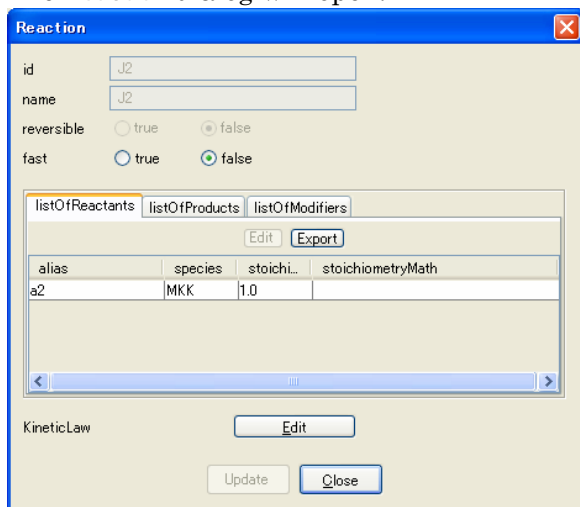 Reaction
id J2
name J2
reversible true false
fast true false
listOfReactants listOfProducts listOfModifiers
Edit Export
alias species stoichi... stoichiometryMath
a2 MKK 1.0
KineticLaw Edit
Update Close